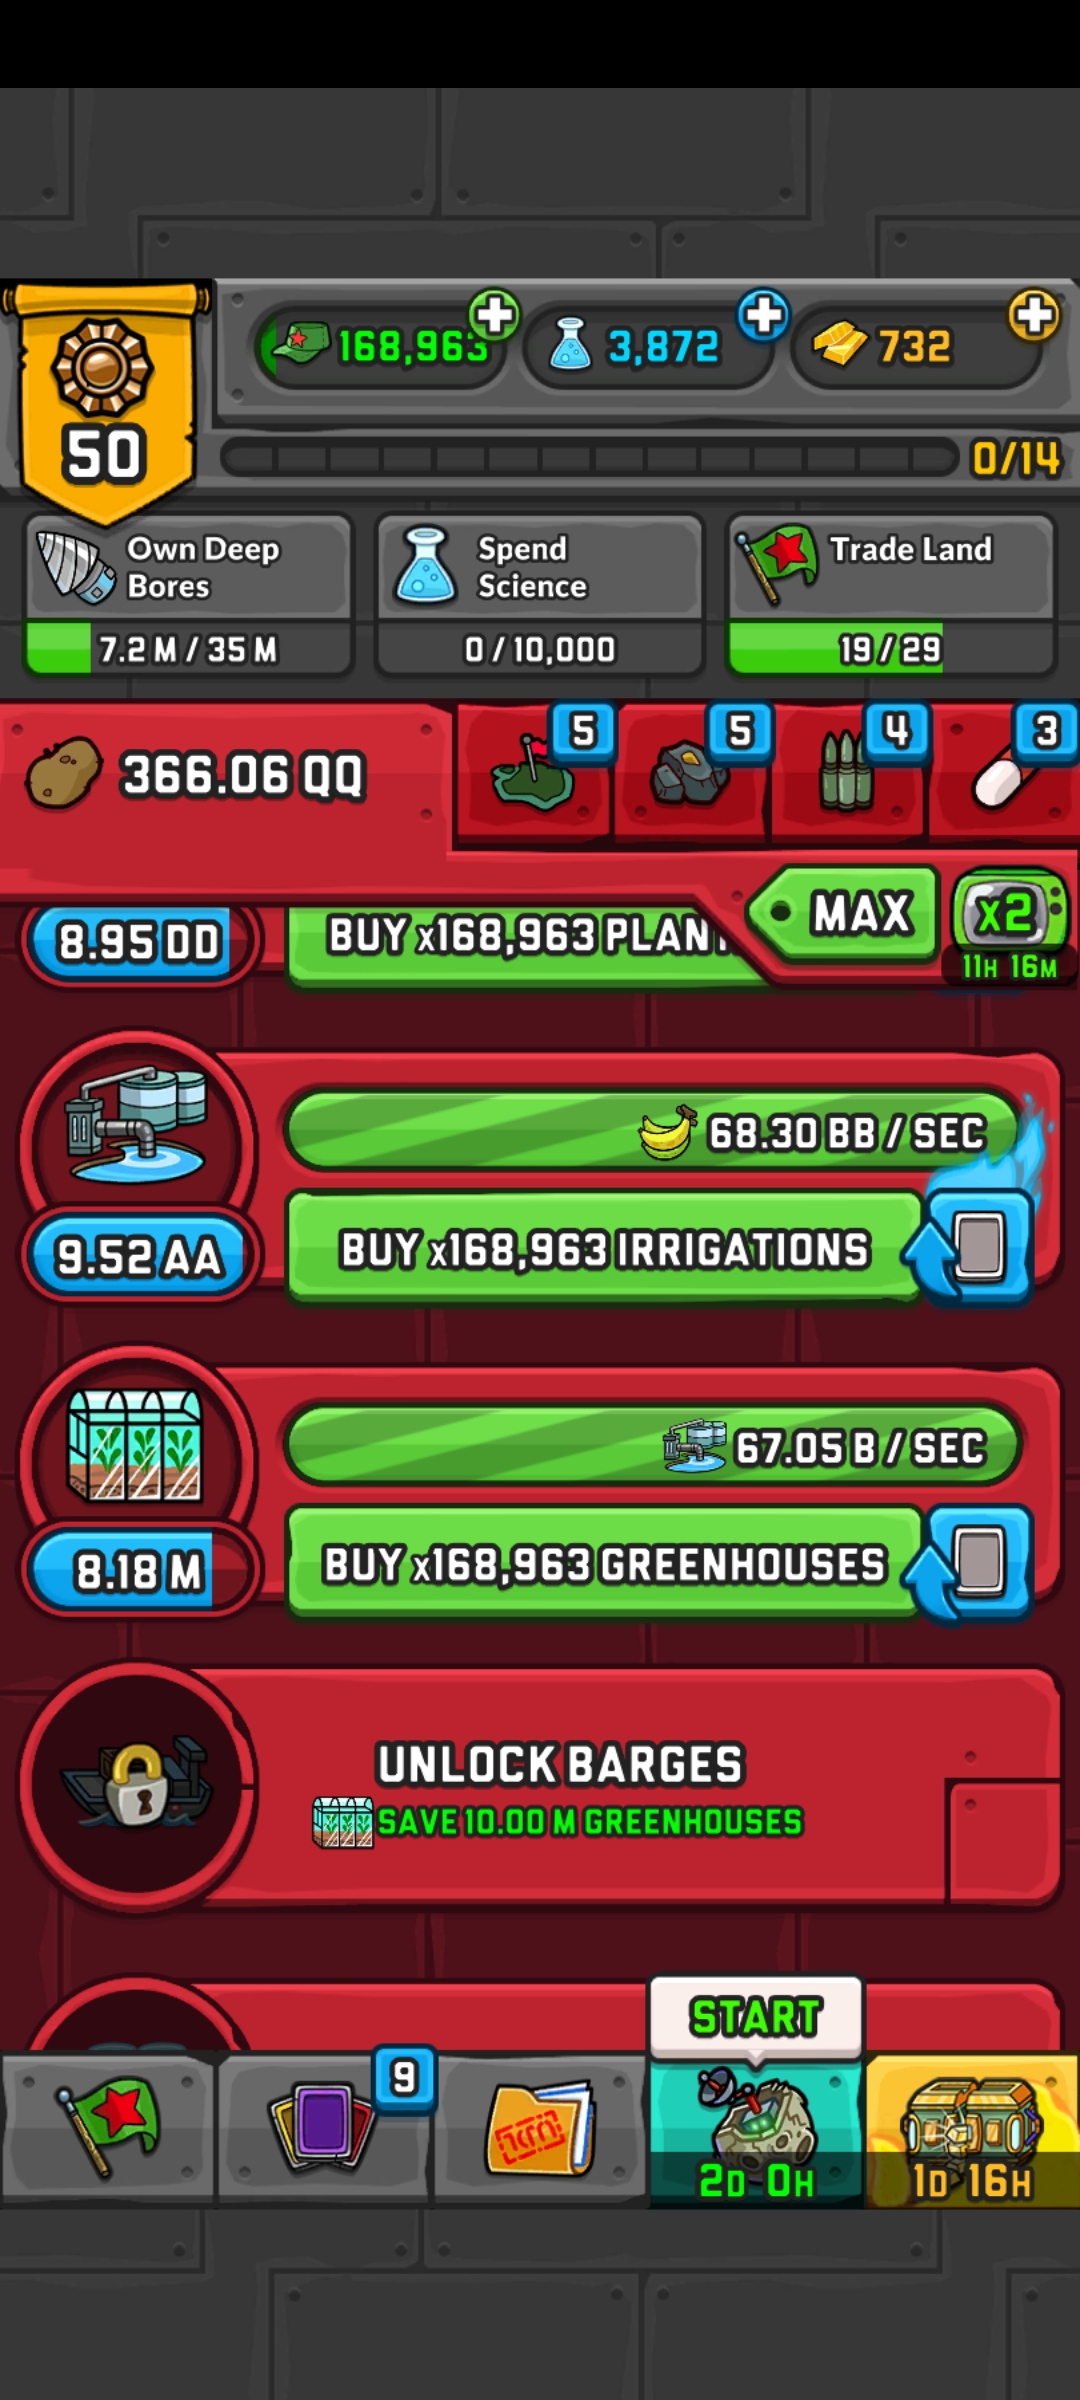 168,963
3,872
732
50
0/14
Own Deep
Bores
7.2 M / 35 M
Spend
Science
0 / 10,000
Trade Land
19 / 29
366.06 QQ
5
5
4
3
MAX
x2
11H 16M
8.95 DD
BUY x168,963
68.30 BB / SEC
9.52 AA
BUY x168,963 IRRIGATIONS
67.05 B / SEC
8.18 M
BUY x168,963 GREENHOUSES
UNLOCK BARGES
SAVE 10.00 M GREENHOUSES
START
9
2D 0H
1D 16H